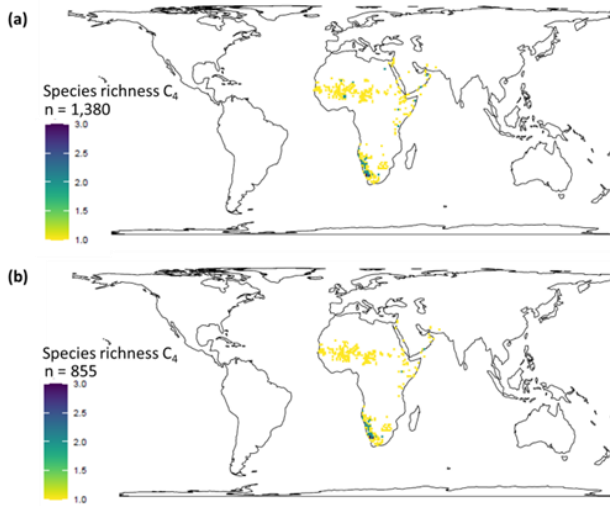 (a)
Species richness C₄
n = 1,380
3.0
2.5
2.0
1.5
1.0
(b)
Species richness C₄
n = 855
3.0
2.5
2.0
1.5
1.0